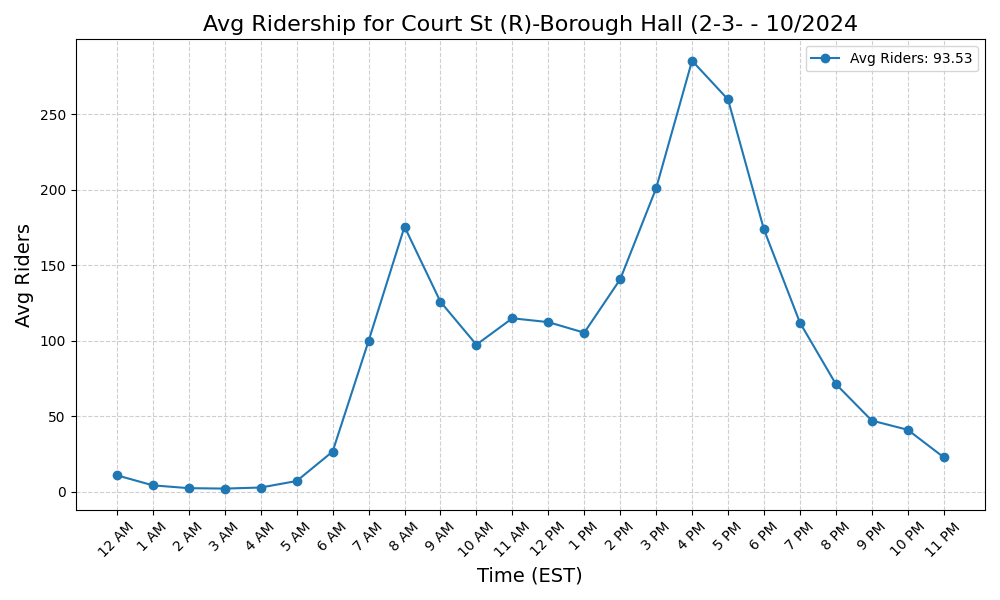 Avg Ridership for Court St (R)-Borough Hall (2-3- - 10/2024
Avg Riders: 93.53
Avg Riders
250
200
150
100
50
0
12 AM
1 AM
2 AM
3 AM
4 AM
5 AM
6 AM
7 AM
8 AM
9 AM
10 AM
11 AM
12 PM
1 PM
2 PM
3 PM
4 PM
5 PM
6 PM
7 PM
8 PM
9 PM
10 PM
11 PM
Time (EST)